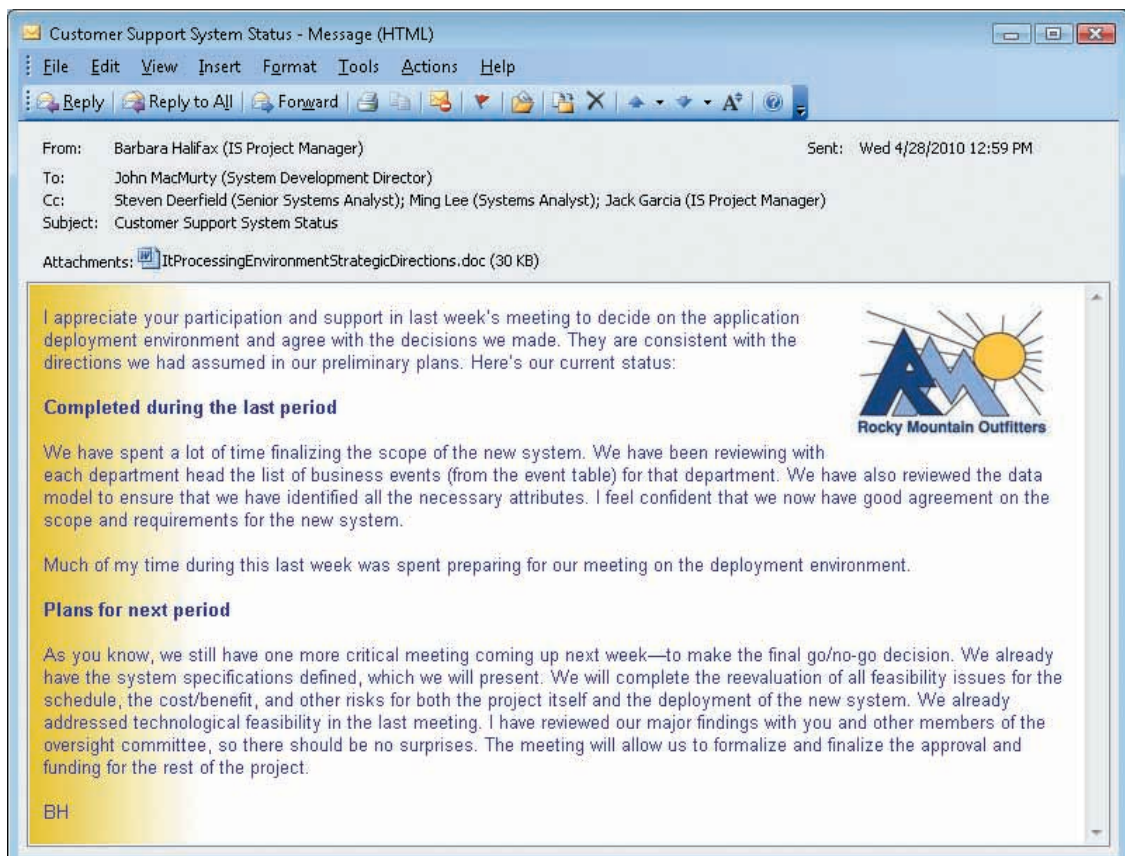 Customer Support System Status - Message (HTML)
File Edit View Insert Format Tools Actions Help
Reply Reply to All Forward
From: Barbara Halifax (IS Project Manager) Sent: Wed 4/28/2010 12:59 PM
To: John MacMurty (System Development Director)
Cc: Steven Deerfield (Senior Systems Analyst); Ming Lee (Systems Analyst); Jack Garcia (IS Project Manager)
Subject: Customer Support System Status
Attachments: ItProcessingEnvironmentStrategicDirections.doc (30 KB)
I appreciate your participation and support in last week's meeting to decide on the application
deployment environment and agree with the decisions we made. They are consistent with the
directions we had assumed in our preliminary plans. Here's our current status:
RM
Rocky Mountain Outfitters
Completed during the last period
We have spent a lot of time finalizing the scope of the new system. We have been reviewing with
each department head the list of business events (from the event table) for that department. We have also reviewed the data
model to ensure that we have identified all the necessary attributes. I feel confident that we now have good agreement on the
scope and requirements for the new system.
Much of my time during this last week was spent preparing for our meeting on the deployment environment.
Plans for next period
As you know, we still have one more critical meeting coming up next week—to make the final go/no-go decision. We already
have the system specifications defined, which we will present. We will complete the reevaluation of all feasibility issues for the
schedule, the cost/benefit, and other risks for both the project itself and the deployment of the new system. We already
addressed technological feasibility in the last meeting. I have reviewed our major findings with you and other members of the
oversight committee, so there should be no surprises. The meeting will allow us to formalize and finalize the approval and
funding for the rest of the project.
BH